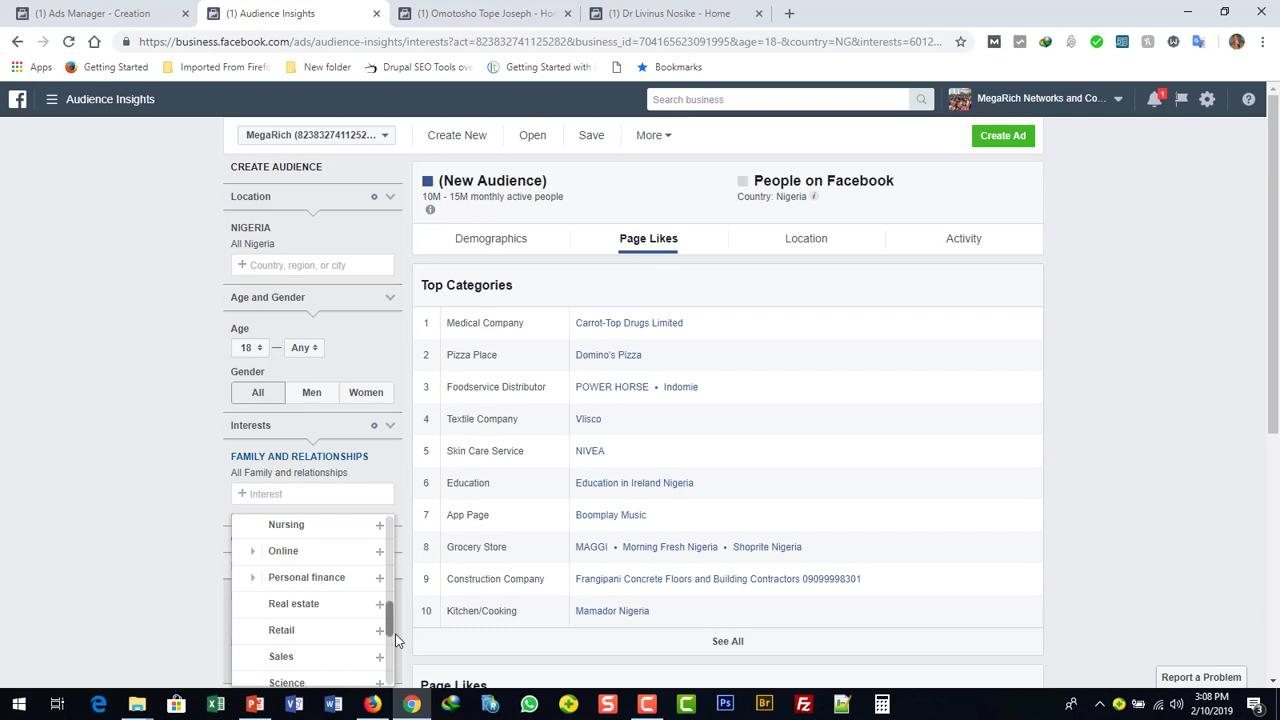 (1) Ads Manager - Creation
(1) Audience Insights
(1) Omotosho Tope Joseph - Ho
(1) Dr Livinus Nosike - Home
https://business.facebook.com/ads/audience-insights/interests?act=823832741125282&business_id=704165623091995&age=18-&country=NG&interests=6012...
Apps
Getting Started
Imported From Firef
New folder
Drupal SEO Tools ov
Getting Started with
Bookmarks
Audience Insights
Search business
MegaRich Networks and Co...
1
MegaRich (8238327411252...
Create New
Open
Save
More
Create Ad
CREATE AUDIENCE
Location
NIGERIA
All Nigeria
+ Country, region, or city
Age and Gender
Age
18 — Any
Gender
All
Men
Women
Interests
FAMILY AND RELATIONSHIPS
All Family and relationships
+ Interest
Nursing +
Online +
Personal finance +
Real estate +
Retail +
Sales +
Science
(New Audience)
10M - 15M monthly active people
People on Facebook
Country: Nigeria
Demographics
Page Likes
Location
Activity
Top Categories
1 Medical Company Carrot-Top Drugs Limited
2 Pizza Place Domino's Pizza
3 Foodservice Distributor POWER HORSE • Indomie
4 Textile Company Vlisco
5 Skin Care Service NIVEA
6 Education Education in Ireland Nigeria
7 App Page Boomplay Music
8 Grocery Store MAGGI • Morning Fresh Nigeria • Shoprite Nigeria
9 Construction Company Frangipani Concrete Floors and Building Contractors 09099998301
10 Kitchen/Cooking Mamador Nigeria
See All
Page Likes
Report a Problem
3:08 PM
2/10/2019